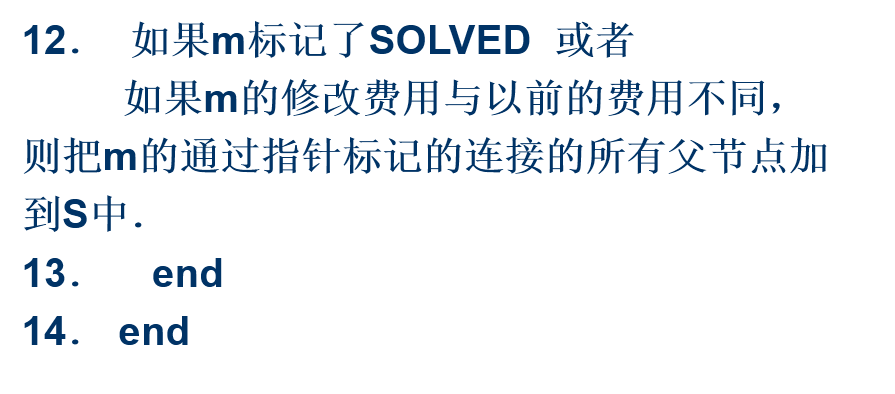 12. 如果m标记了SOLVED 或者
如果m的修改费用与以前的费用不同，
则把m的通过指针标记的连接的所有父节点加
到S中.
13. end
14. end